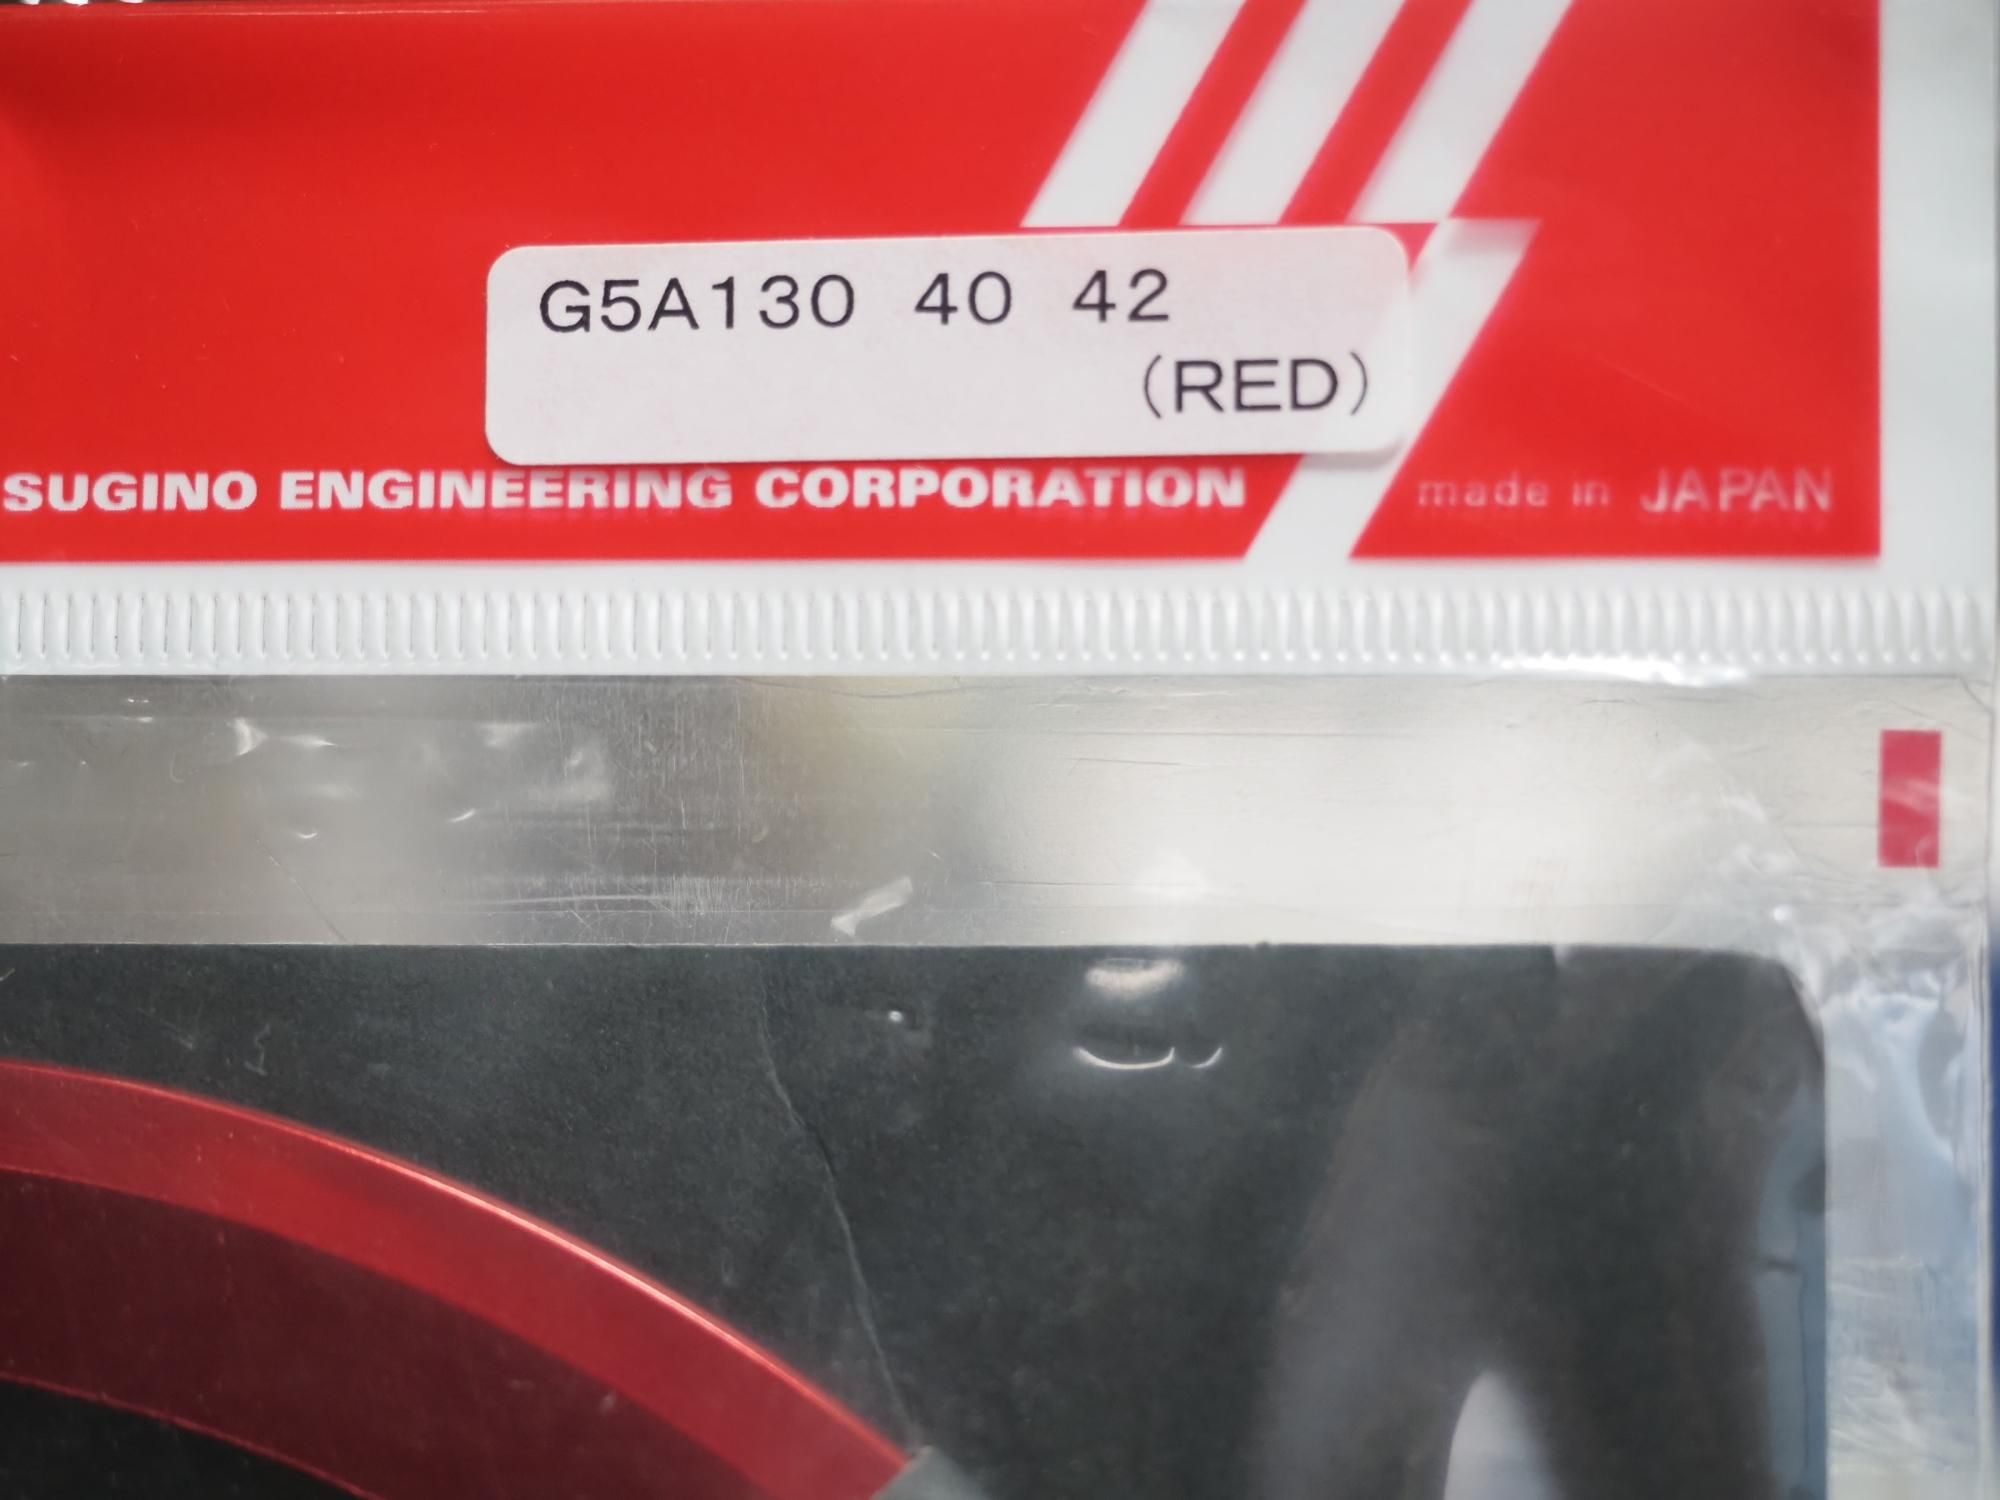 G5A130 40 42
(RED)
SUGINO ENGINEERING CORPORATION made in JAPAN